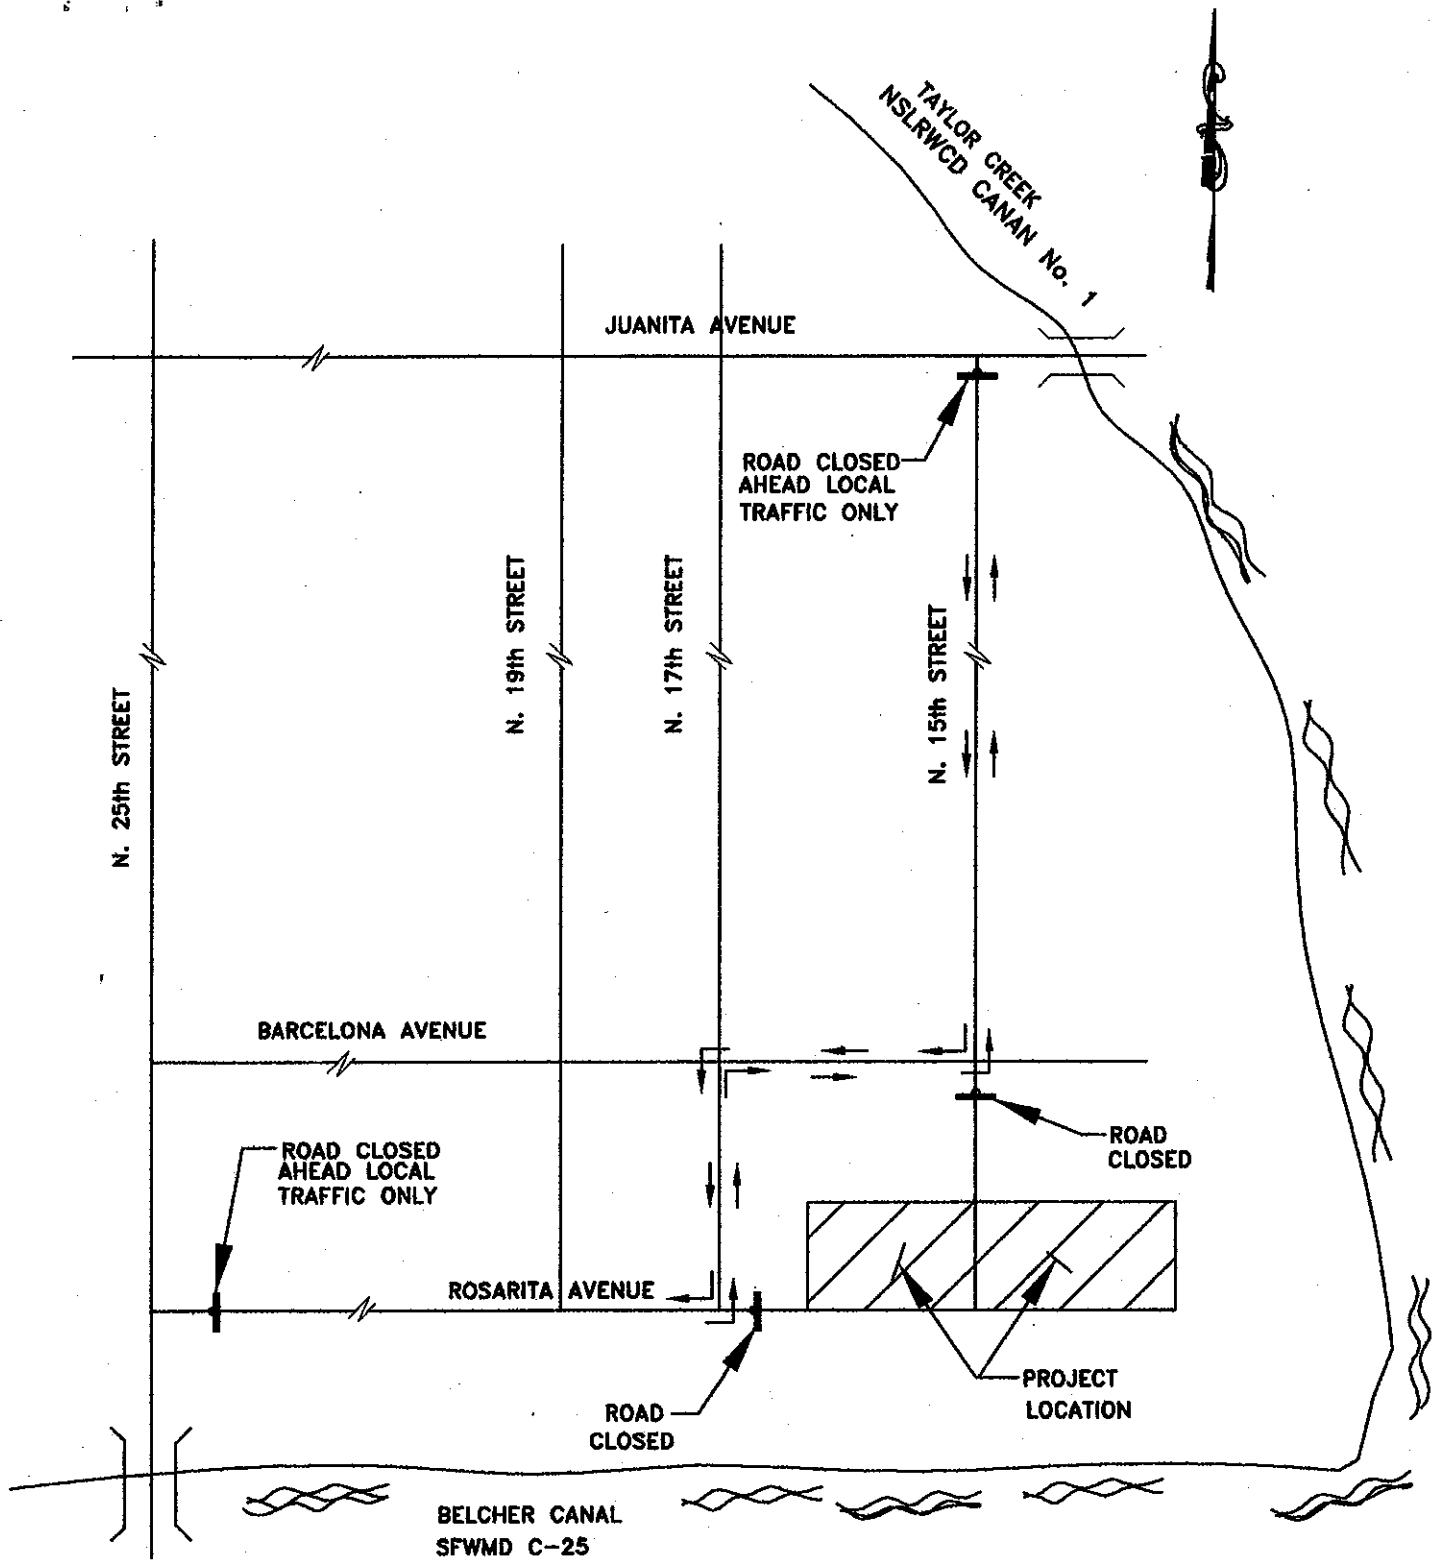 TAYLOR CREEK
NSLRWCD CANAN No. 1
JUANITA AVENUE
ROAD CLOSED
AHEAD LOCAL
TRAFFIC ONLY
N. 25th STREET
N. 19th STREET
N. 17th STREET
N. 15th STREET
BARCELONA AVENUE
ROAD
CLOSED
ROAD CLOSED
AHEAD LOCAL
TRAFFIC ONLY
ROSARITA AVENUE
PROJECT
LOCATION
ROAD
CLOSED
BELCHER CANAL
SFWMD C-25